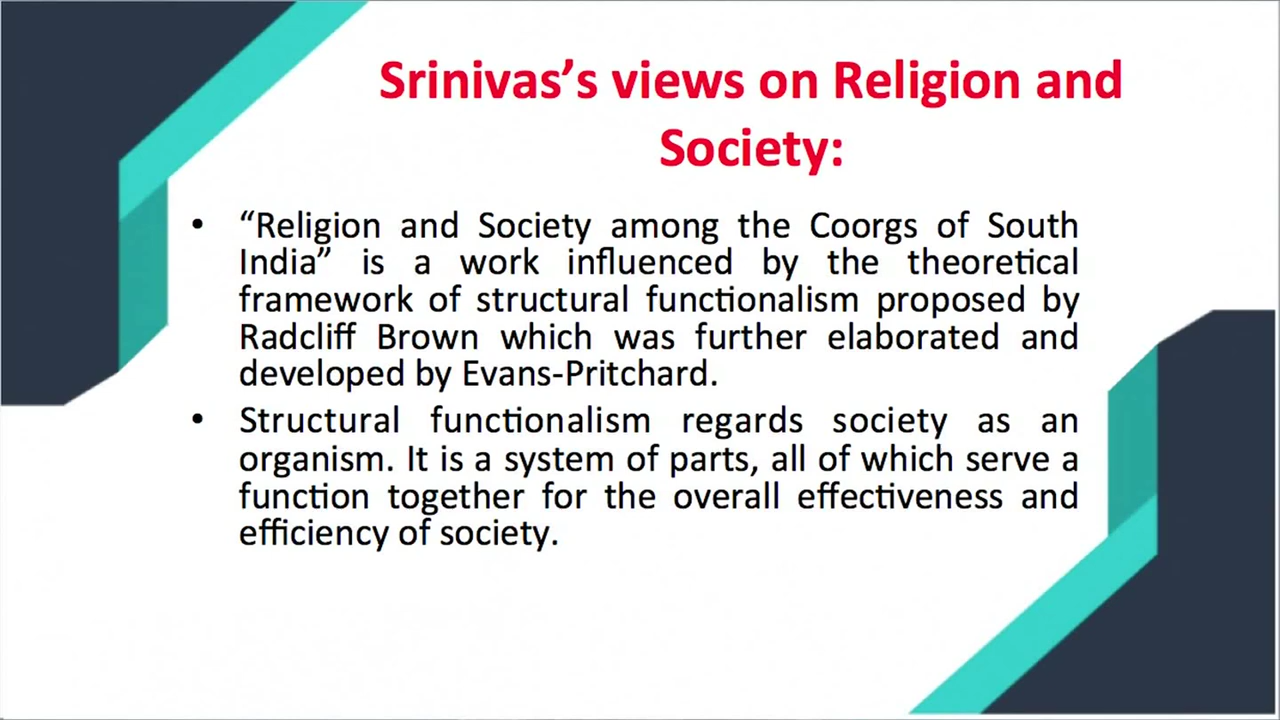 Srinivas’s views on Religion and
Society:
• “Religion and Society among the Coorgs of South
India” is a work influenced by the theoretical
framework of structural functionalism proposed by
Radcliff Brown which was further elaborated and
developed by Evans-Pritchard.
• Structural functionalism regards society as an
organism. It is a system of parts, all of which serve a
function together for the overall effectiveness and
efficiency of society.